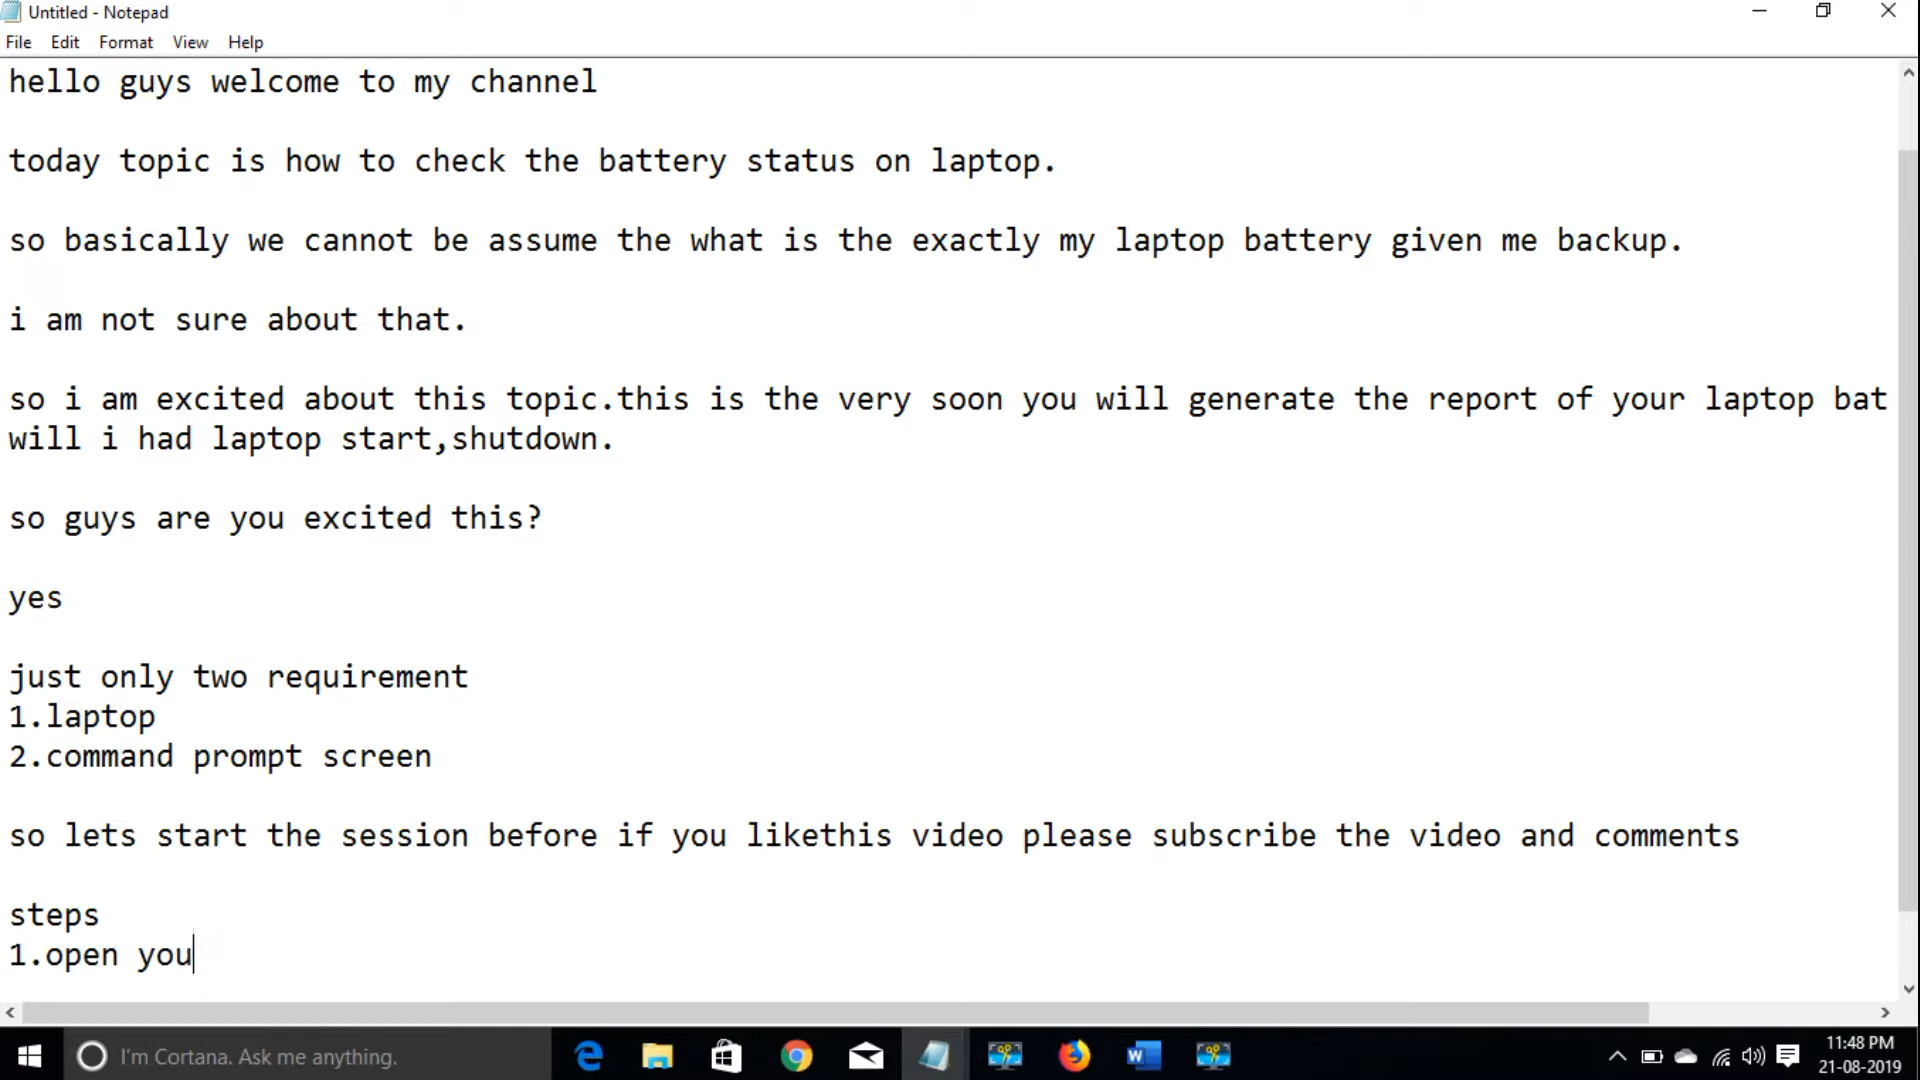 Untitled - Notepad
File Edit Format View Help
hello guys welcome to my channel
today topic is how to check the battery status on laptop.
so basically we cannot be assume the what is the exactly my laptop battery given me backup.
i am not sure about that.
so i am excited about this topic.this is the very soon you will generate the report of your laptop bat
will i had laptop start,shutdown.
so guys are you excited this?
yes
just only two requirement
1.laptop
2.command prompt screen
so lets start the session before if you likethis video please subscribe the video and comments
steps
1.open you
I'm Cortana. Ask me anything.
11:48 PM
21-08-2019